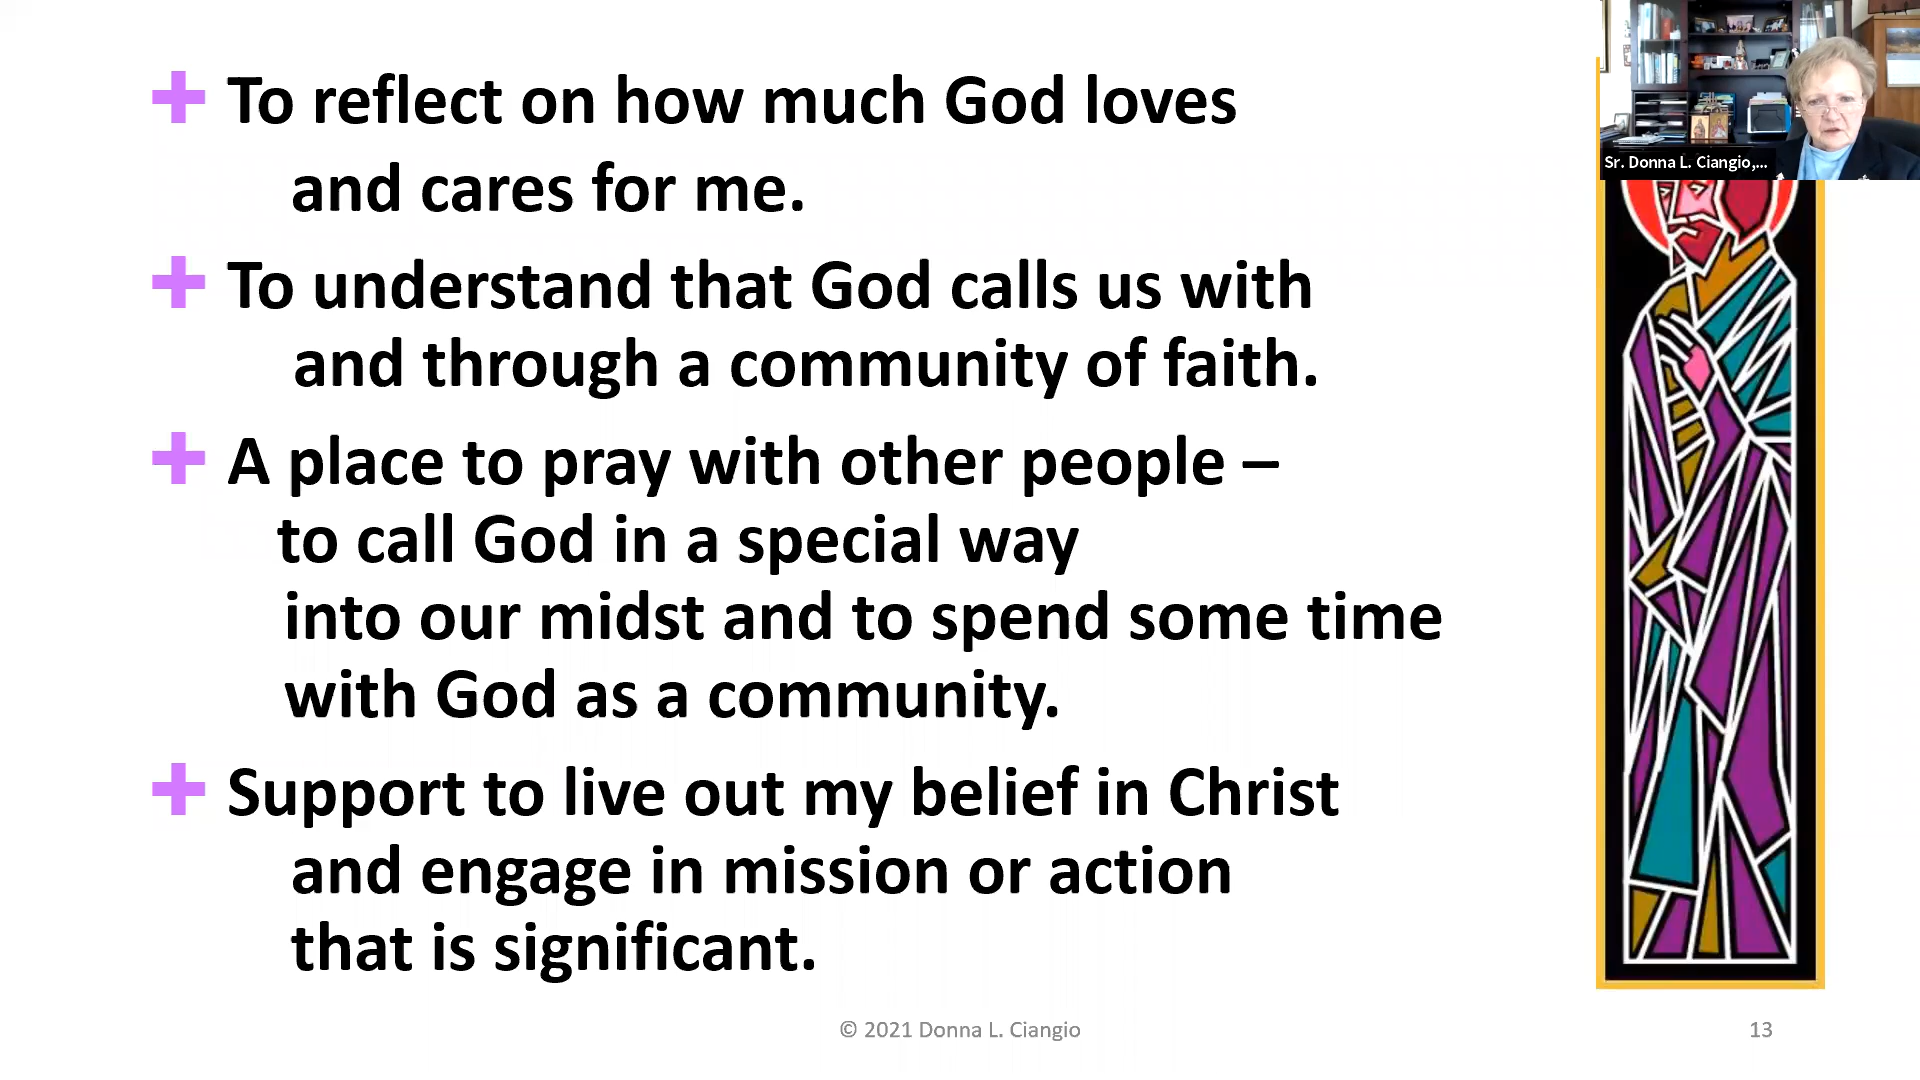 To reflect on how much God loves
and cares for me.
To understand that God calls us with
and through a community of faith.
A place to pray with other people –
to call God in a special way
into our midst and to spend some time
with God as a community.
Support to live out my belief in Christ
and engage in mission or action
that is significant.
© 2021 Donna L. Ciangio
13
Sr. Donna L. Ciangio,...